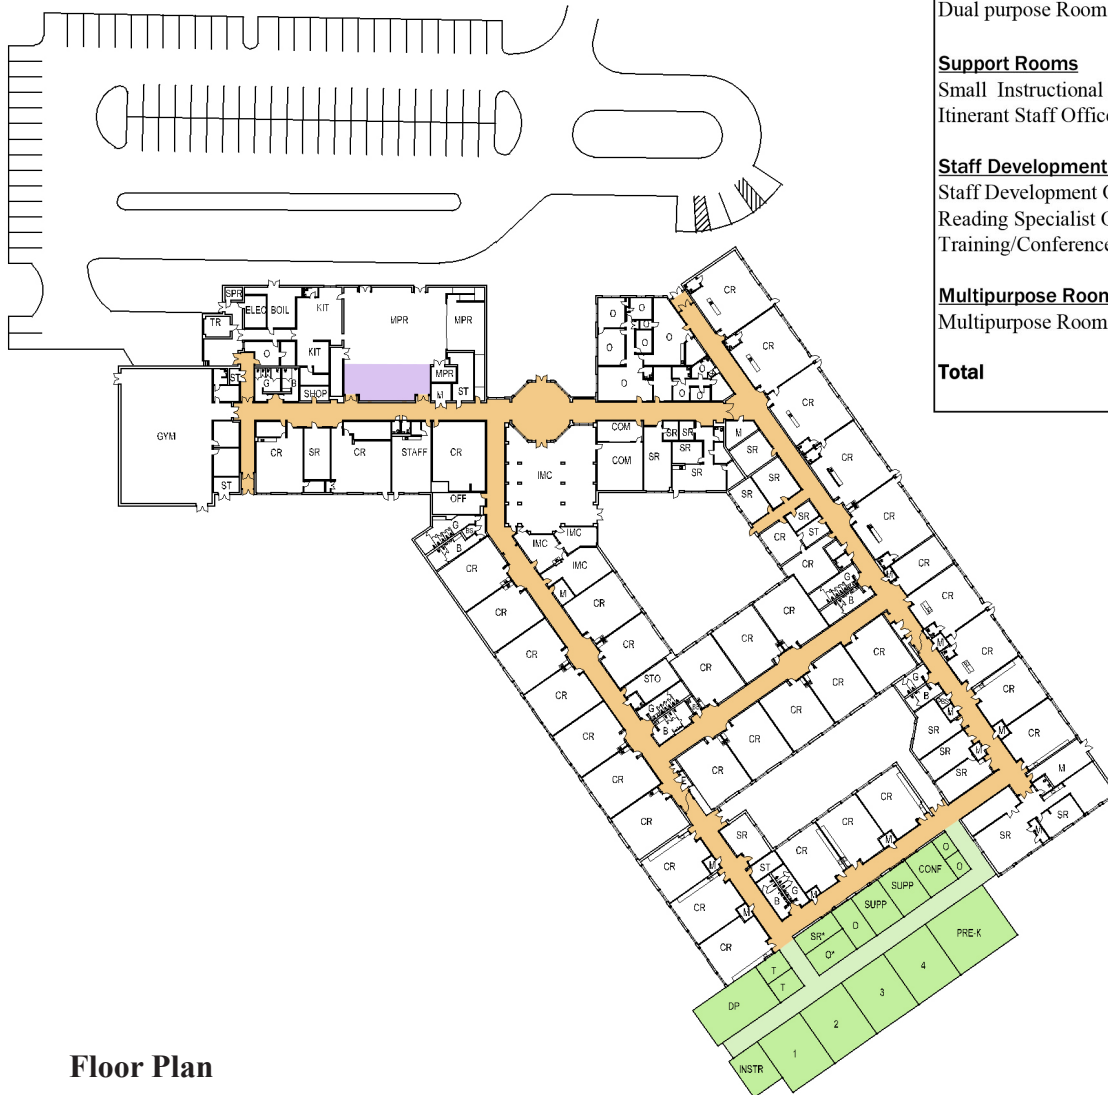 Dual purpose Room
Support Rooms
Small Instructional
Itinerant Staff Office
Staff Development
Staff Development O
Reading Specialist O
Training/Conference
Multipurpose Room
Multipurpose Room
Total
SPR
ELEC BOIL KIT MPR MPR
TR
O KIT MPR
ST G B SHOP M ST
GYM
CR SR CR STAFF CR
ST OFF
O O
O O O
O O
O O O
COM
COM SR SR SR
SR
SR
IMC
IMC IMC
IMC
M
G BS
B
CR
CR
CR
CR
CR
CR
CR
CR
CR
CR
CR
CR
STO
G BS
B
M
M
CR
CR
CR
CR
CR
CR
CR
CR
M
SR
SR SR
SR
ST
CR
CR
G
B
CR
CR
CR
CR
M
CR
M
CR
CR
CR
CR
CR
CR
CR
G
B
M
M
M
SR
SR
SR
M
SR SR
M
SR
ST
G
B
CR
CR
CR
M
M
O
O
CONF
SUPP
SUPP
O
SR*
O*
T
T
DP
PRE-K
4
3
2
1
INSTR
Floor Plan